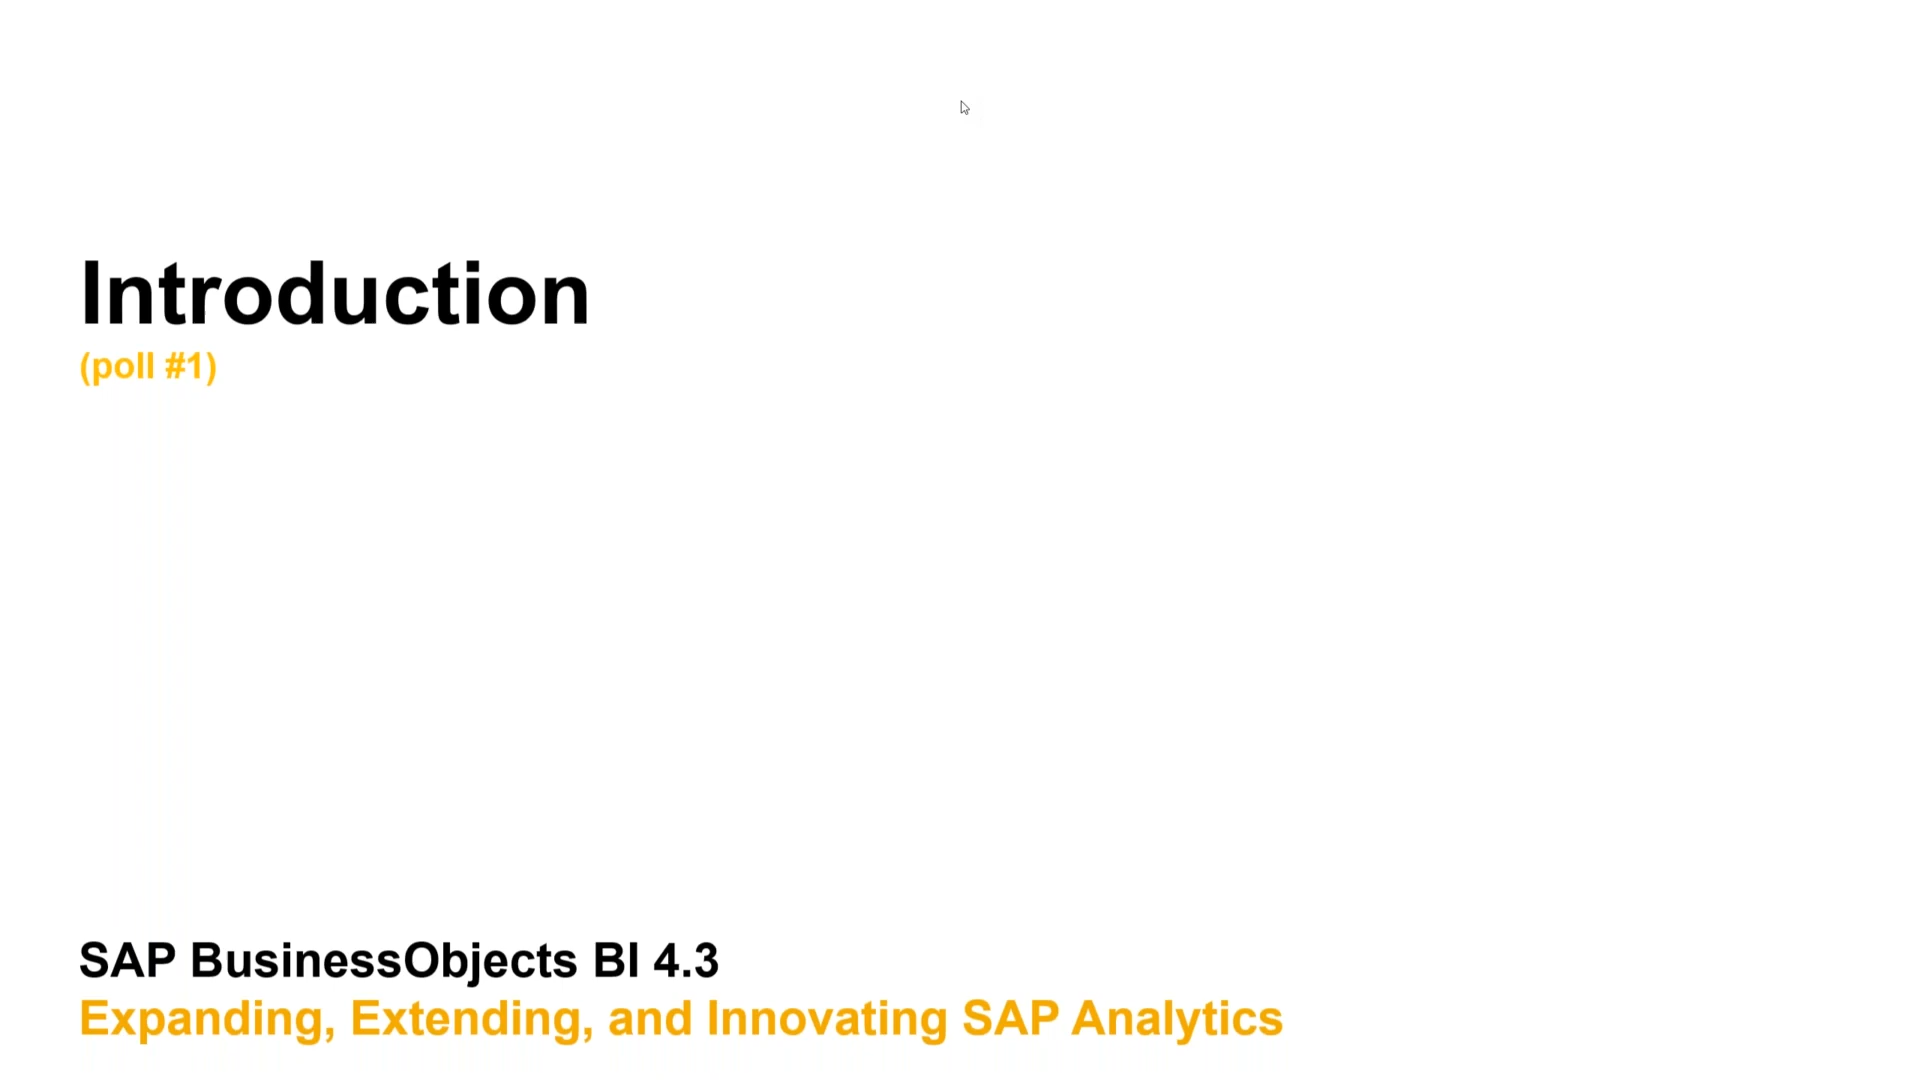 Introduction
(poll #1)
SAP BusinessObjects BI 4.3
Expanding, Extending, and Innovating SAP Analytics